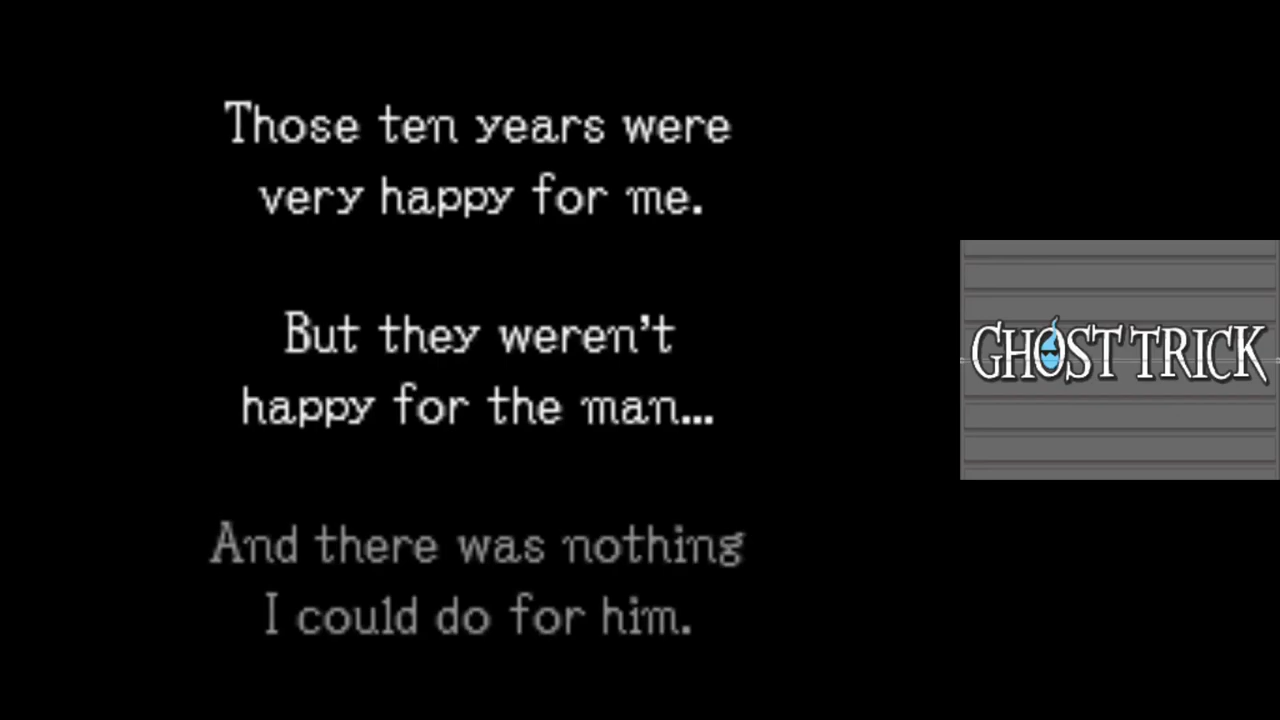 Those ten years were
very happy for me.
But they weren't
happy for the man...
And there was nothing
I could do for him.
GHOST TRICK